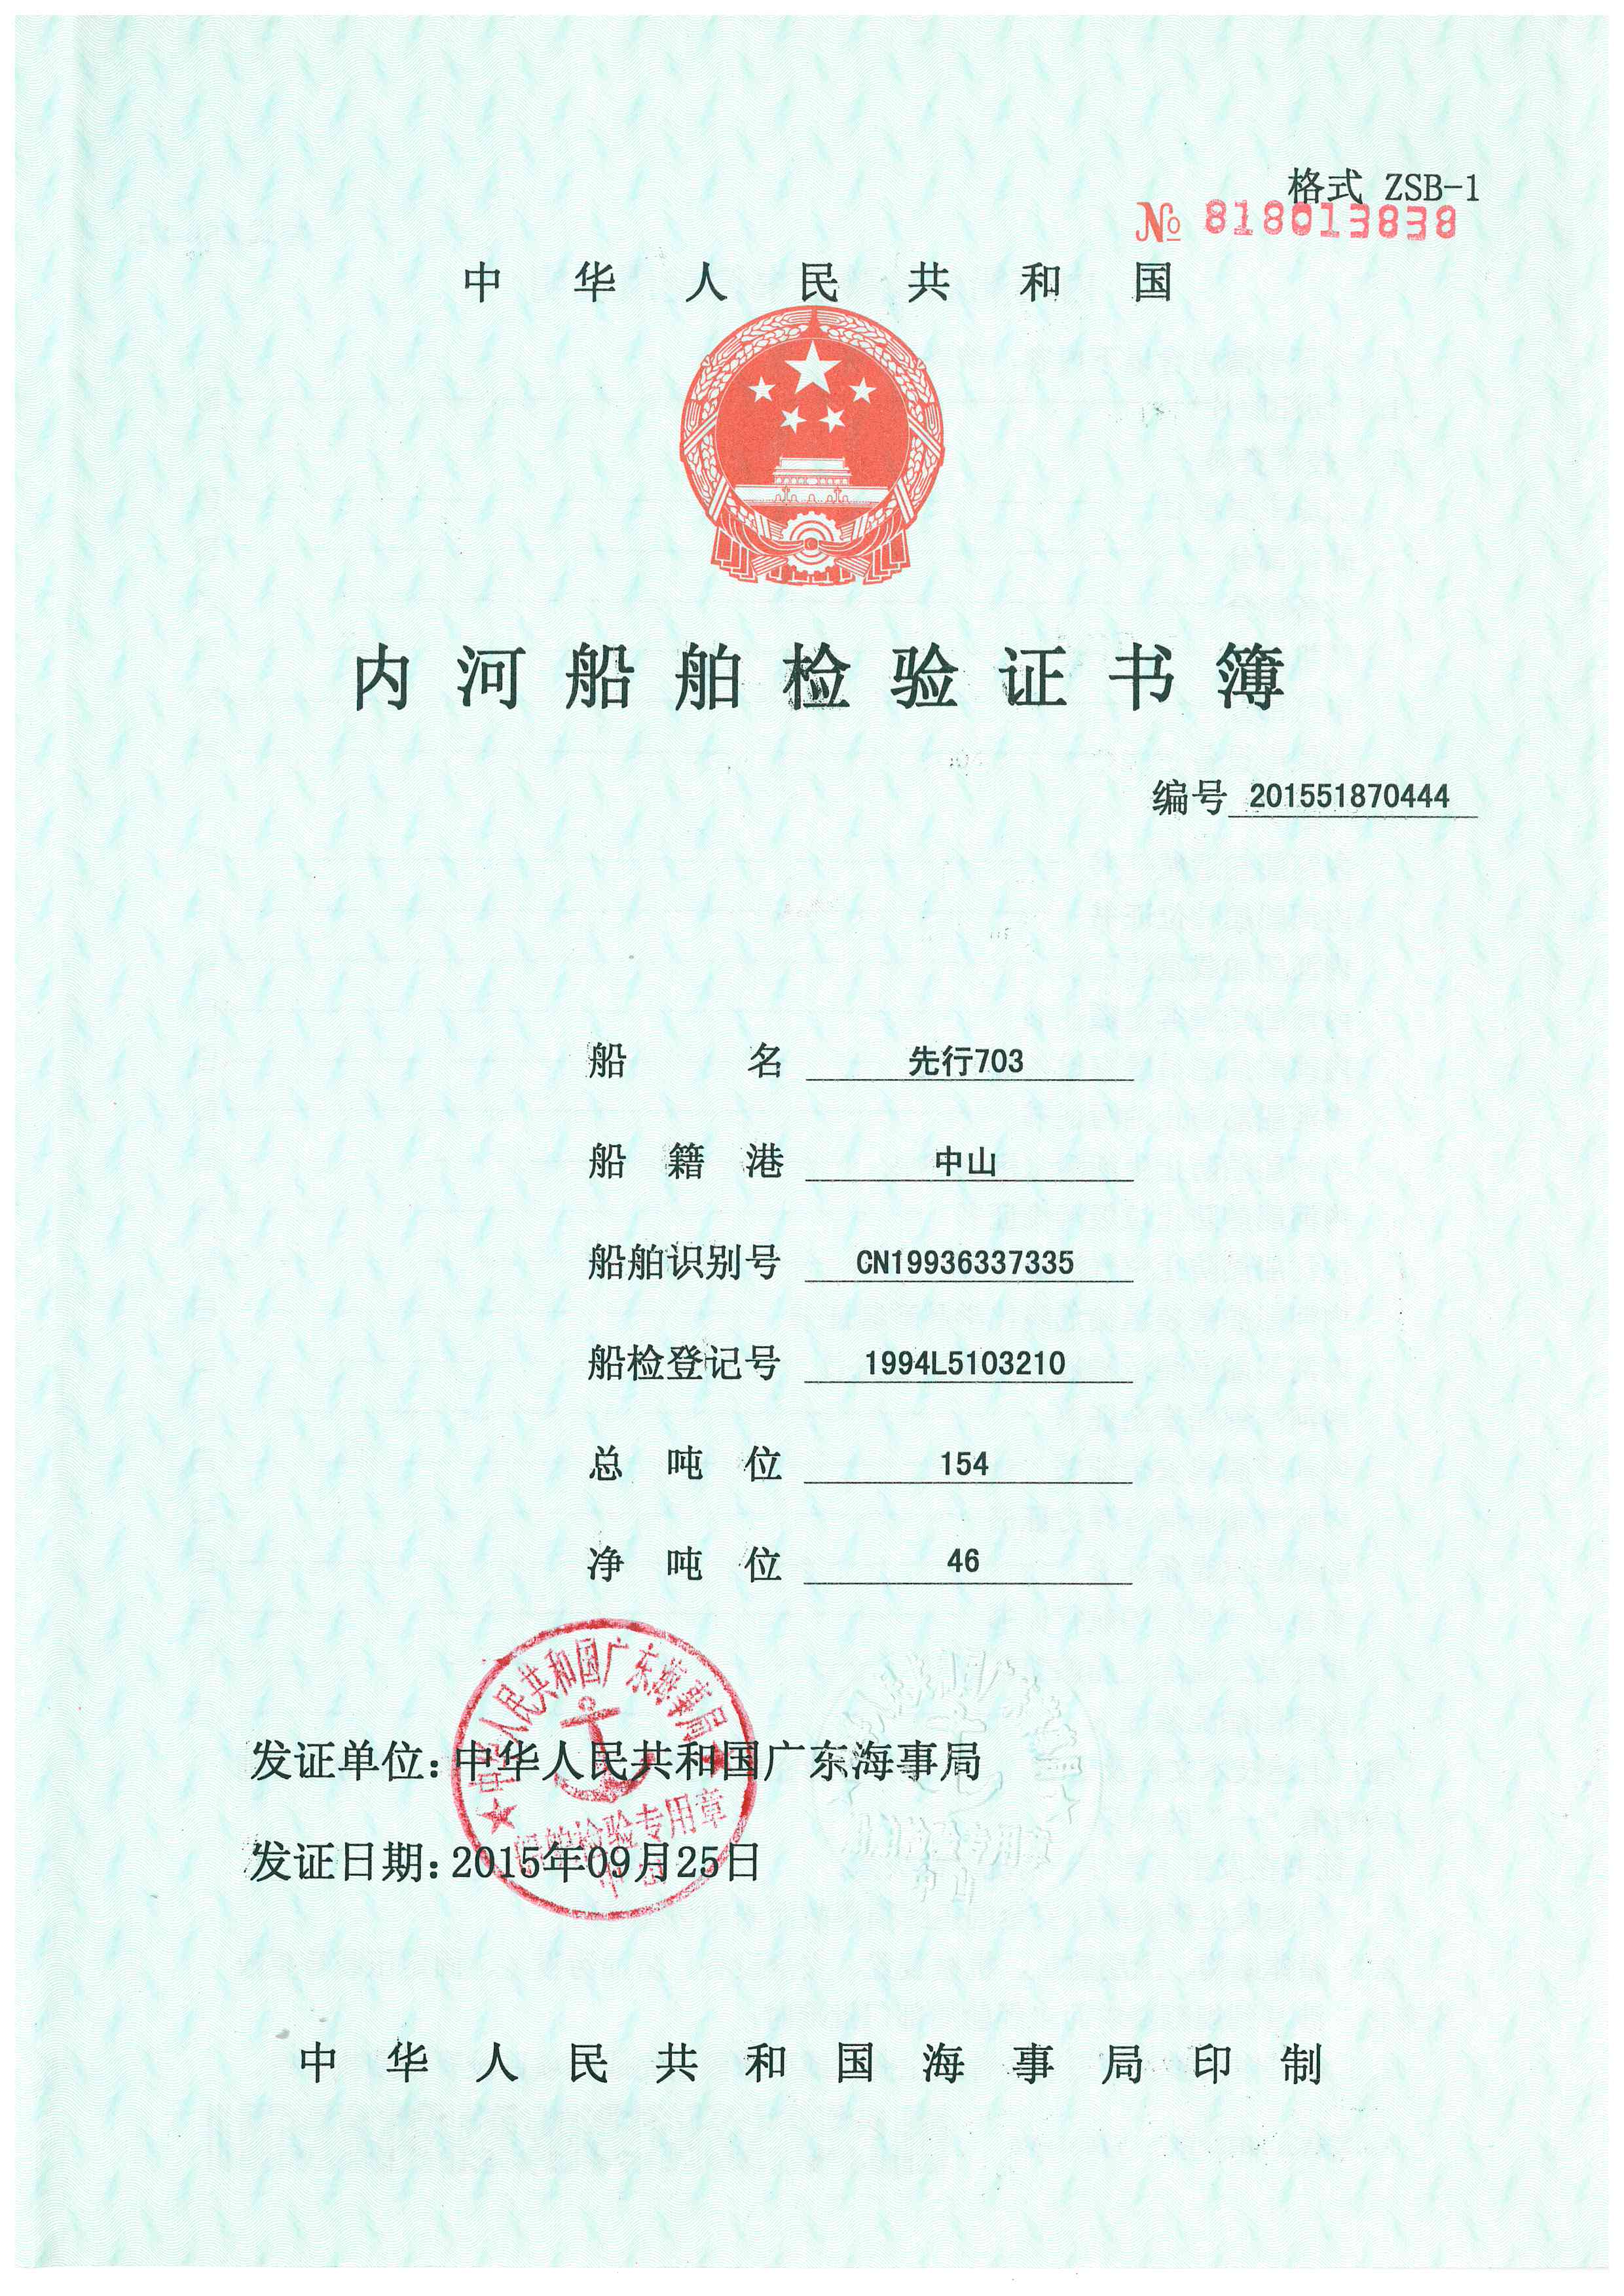 格式 ZSB-1
№ 818013838
中华人民共和国
内河船舶检验证书簿
编号 201551870444
船名 先行703
船籍港 中山
船舶识别号 CN19936337335
船检登记号 1994L5103210
总吨位 154
净吨位 46
中华人民共和国广东海事局
发证单位:中华人民共和国广东海事局
船舶检验专用章
发证日期:2015年09月25日
中山
中华人民共和国海事局印制